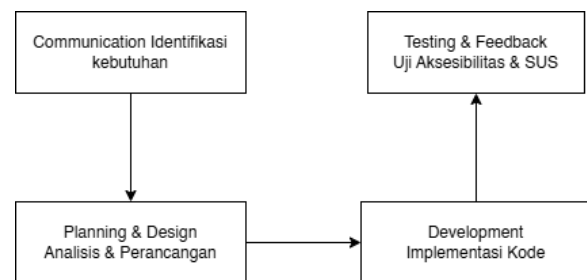 Communication Identifikasi
kebutuhan
Testing & Feedback
Uji Aksesibilitas & SUS
Planning & Design
Analisis & Perancangan
Development
Implementasi Kode